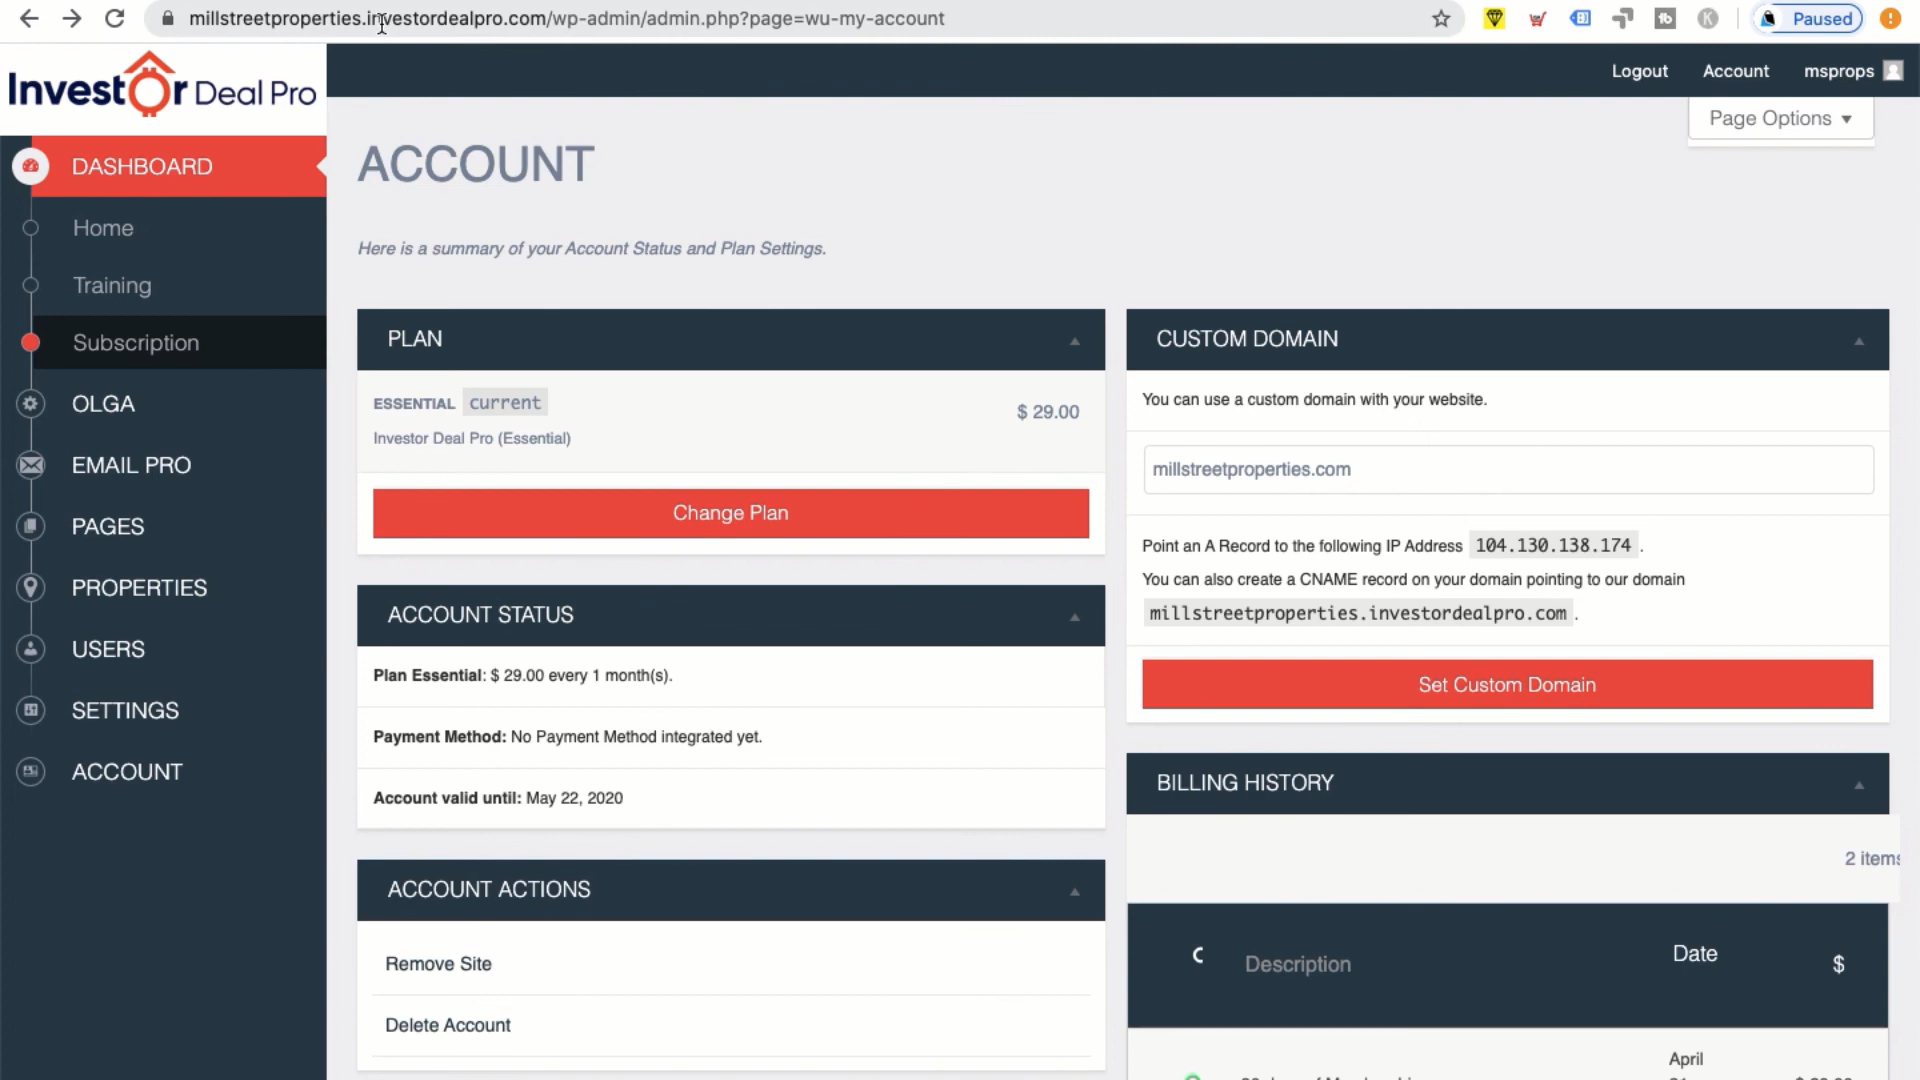 millstreetproperties.investordealpro.com/wp-admin/admin.php?page=wu-my-account
Paused
Investor Deal Pro
Logout
Account
msprops
Page Options
DASHBOARD
Home
Training
Subscription
OLGA
EMAIL PRO
PAGES
PROPERTIES
USERS
SETTINGS
ACCOUNT
ACCOUNT
Here is a summary of your Account Status and Plan Settings.
PLAN
ESSENTIAL current
$ 29.00
Investor Deal Pro (Essential)
Change Plan
ACCOUNT STATUS
Plan Essential: $ 29.00 every 1 month(s).
Payment Method: No Payment Method integrated yet.
Account valid until: May 22, 2020
ACCOUNT ACTIONS
Remove Site
Delete Account
CUSTOM DOMAIN
You can use a custom domain with your website.
millstreetproperties.com
Point an A Record to the following IP Address 104.130.138.174 .
You can also create a CNAME record on your domain pointing to our domain
millstreetproperties.investordealpro.com .
Set Custom Domain
BILLING HISTORY
2 items
Description
Date
$
April